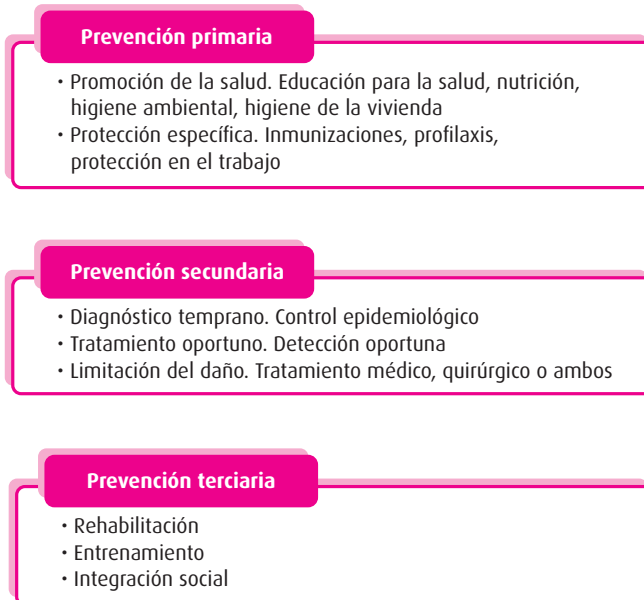 Prevención primaria
· Promoción de la salud. Educación para la salud, nutrición,
higiene ambiental, higiene de la vivienda
· Protección específica. Inmunizaciones, profilaxis,
protección en el trabajo
Prevención secundaria
· Diagnóstico temprano. Control epidemiológico
· Tratamiento oportuno. Detección oportuna
· Limitación del daño. Tratamiento médico, quirúrgico o ambos
Prevención terciaria
· Rehabilitación
· Entrenamiento
· Integración social